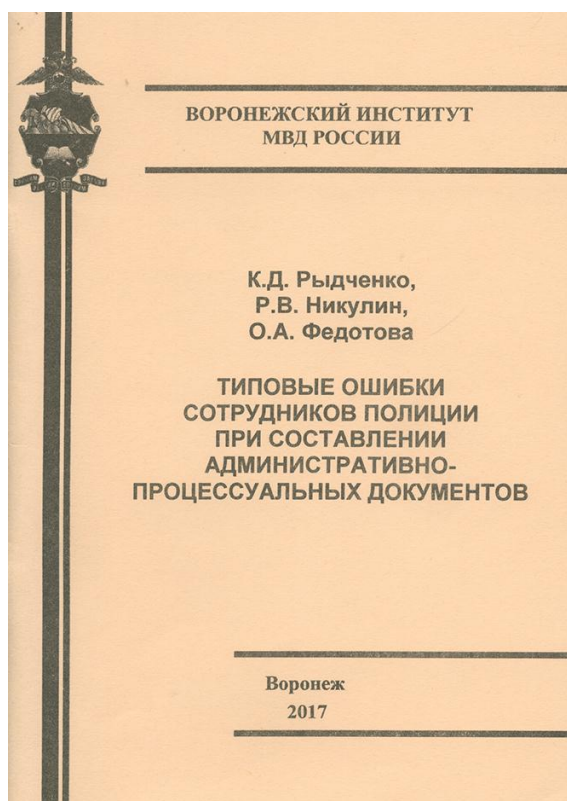 ВОРОНЕЖСКИЙ ИНСТИТУТ
МВД РОССИИ
К.Д. Рыдченко,
Р.В. Никулин,
О.А. Федотова
ТИПОВЫЕ ОШИБКИ
СОТРУДНИКОВ ПОЛИЦИИ
ПРИ СОСТАВЛЕНИИ
АДМИНИСТРАТИВНО-
ПРОЦЕССУАЛЬНЫХ ДОКУМЕНТОВ
Воронеж
2017